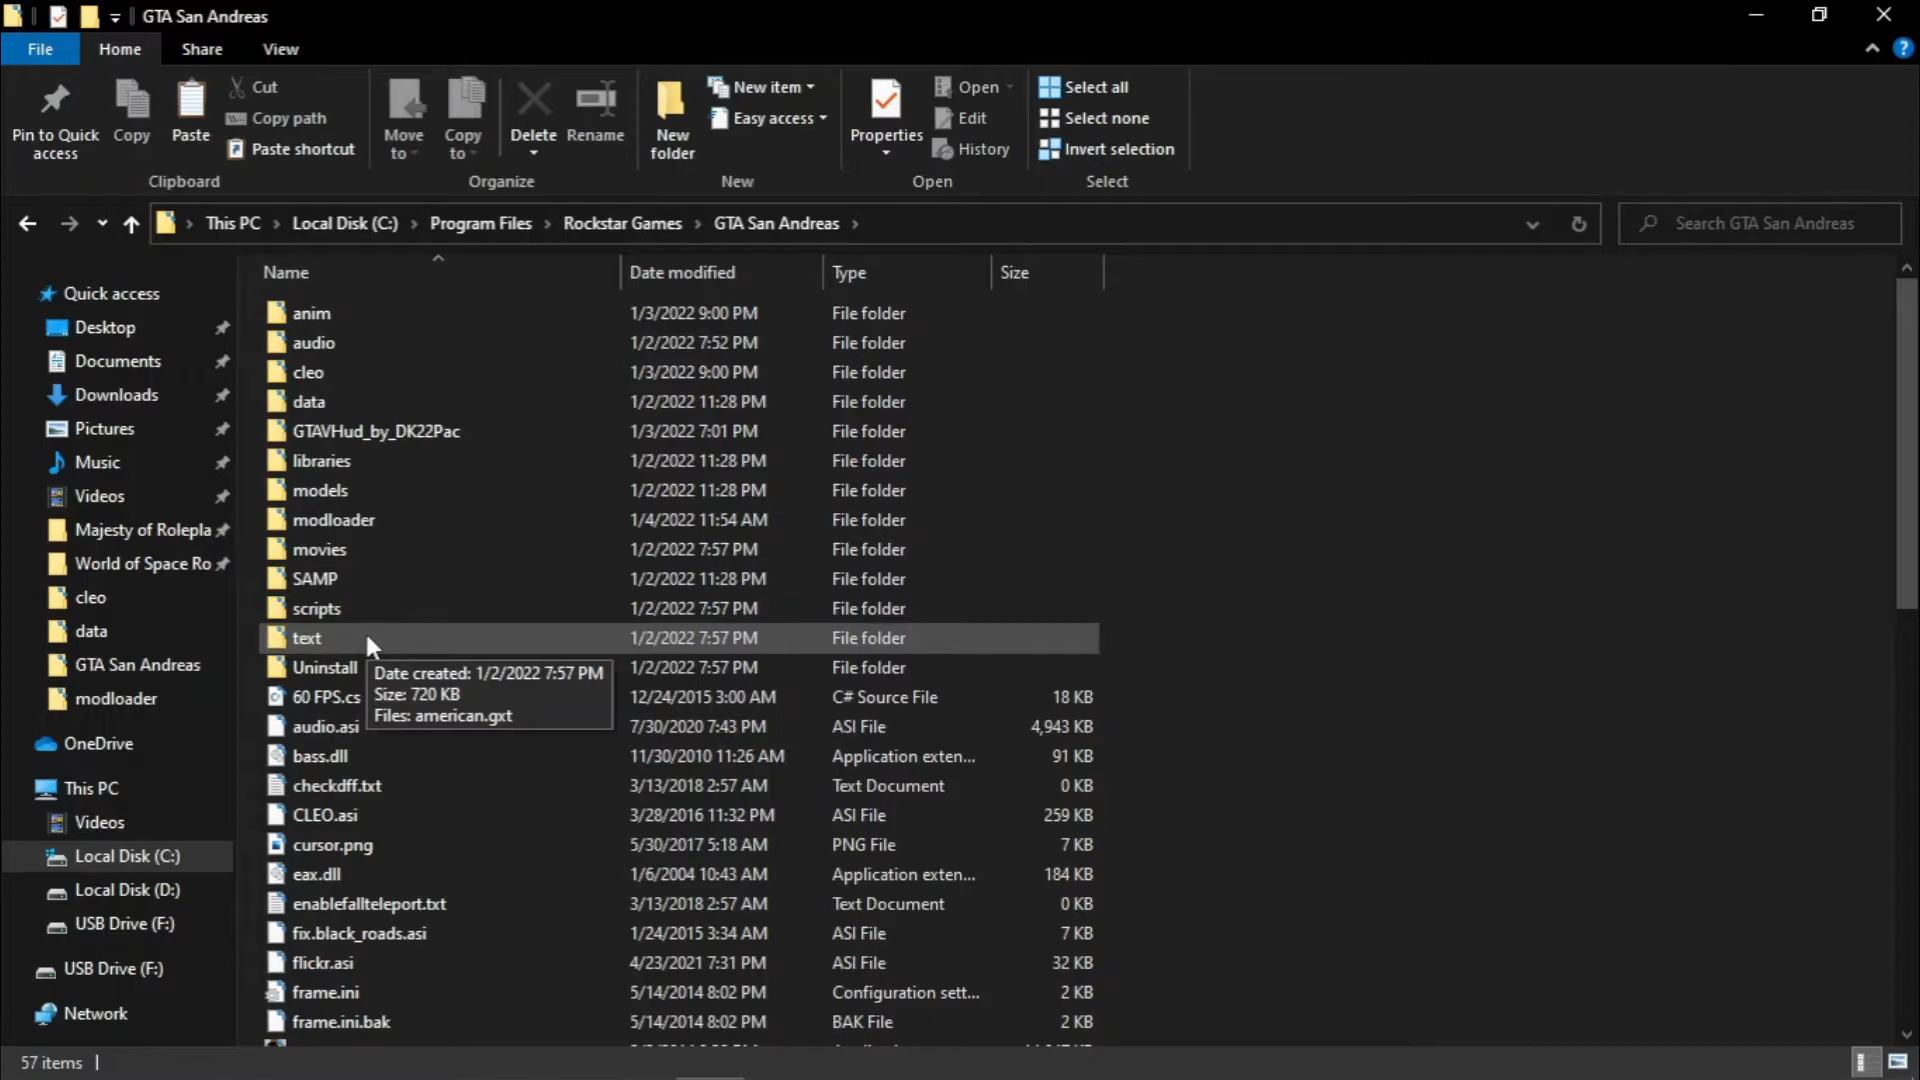 GTA San Andreas
File Home Share View
Pin to Quick access
Copy
Paste
Cut
Copy path
Paste shortcut
Clipboard
Move to
Copy to
Delete
Rename
Organize
New folder
New item
Easy access
New
Properties
Open
Edit
History
Open
Select all
Select none
Invert selection
Select
This PC Local Disk (C:) Program Files Rockstar Games GTA San Andreas
Search GTA San Andreas
Quick access
Desktop
Documents
Downloads
Pictures
Music
Videos
Majesty of Rolepla
World of Space Ro
cleo
data
GTA San Andreas
modloader
OneDrive
This PC
Videos
Local Disk (C:)
Local Disk (D:)
USB Drive (F:)
USB Drive (F:)
Network
Name Date modified Type Size
anim 1/3/2022 9:00 PM File folder
audio 1/2/2022 7:52 PM File folder
cleo 1/3/2022 9:00 PM File folder
data 1/2/2022 11:28 PM File folder
GTAVHud_by_DK22Pac 1/3/2022 7:01 PM File folder
libraries 1/2/2022 11:28 PM File folder
models 1/2/2022 11:28 PM File folder
modloader 1/4/2022 11:54 AM File folder
movies 1/2/2022 7:57 PM File folder
SAMP 1/2/2022 11:28 PM File folder
scripts 1/2/2022 7:57 PM File folder
text 1/2/2022 7:57 PM File folder
Uninstall 1/2/2022 7:57 PM File folder
Date created: 1/2/2022 7:57 PM
Size: 720 KB
Files: american.gxt
60 FPS.cs 12/24/2015 3:00 AM C# Source File 18 KB
audio.asi 7/30/2020 7:43 PM ASI File 4,943 KB
bass.dll 11/30/2010 11:26 AM Application exten... 91 KB
checkdff.txt 3/13/2018 2:57 AM Text Document 0 KB
CLEO.asi 3/28/2016 11:32 PM ASI File 259 KB
cursor.png 5/30/2017 5:18 AM PNG File 7 KB
eax.dll 1/6/2004 10:43 AM Application exten... 184 KB
enablefallteleport.txt 3/13/2018 2:57 AM Text Document 0 KB
fix.black_roads.asi 1/24/2015 3:34 AM ASI File 7 KB
flickr.asi 4/23/2021 7:31 PM ASI File 32 KB
frame.ini 5/14/2014 8:02 PM Configuration sett... 2 KB
frame.ini.bak 5/14/2014 8:02 PM BAK File 2 KB
57 items